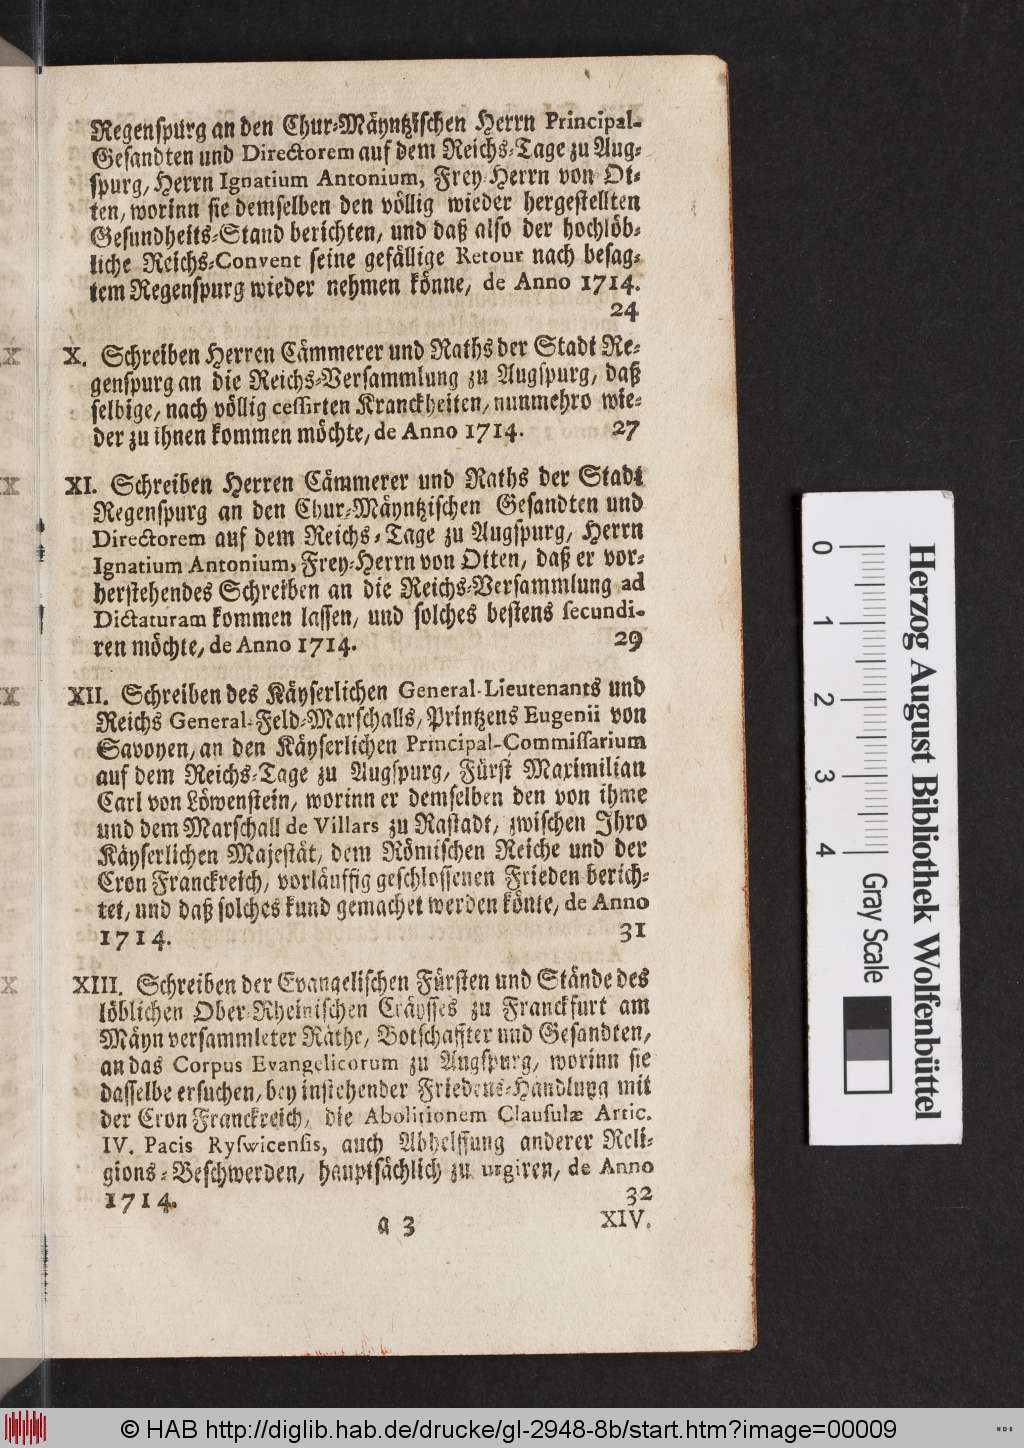 Regenspurg an den Chur-Mäyntzischen Herrn Principal-
Gesandten und Directorem auf dem Reichs-Tage zu Aug-
spurg, Herrn Ignatium Antonium, Frey-Herrn von Ot-
ten, worinn sie demselben den völlig wieder hergestellten
Gesundheits-Stand berichten, und daß also der hochlöb-
liche Reichs-Convent seine gefällige Retour nach besag-
tem Regenspurg wieder nehmen könne, de Anno 1714.
24
X. Schreiben Herren Cämmerer und Raths der Stadt Re-
genspurg an die Reichs-Versammlung zu Augspurg, daß
selbige, nach völlig cessirten Kranckheiten, nunmehro wie-
der zu ihnen kommen möchte, de Anno 1714. 27
XI. Schreiben Herren Cämmerer und Raths der Stadt
Regenspurg an den Chur-Mäyntzischen Gesandten und
Directorem auf dem Reichs-Tage zu Augspurg, Herrn
Ignatium Antonium, Frey-Herrn von Otten, daß er vor-
herstehendes Schreiben an die Reichs-Versammlung ad
Dictaturam kommen lassen, und solches bestens secundi-
ren möchte, de Anno 1714. 29
XII. Schreiben des Käyserlichen General-Lieutenants und
Reichs General-Feld-Marschalls, Printzens Eugenii von
Savoyen, an den Käyserlichen Principal-Commissarium
auf dem Reichs-Tage zu Augspurg, Fürst Maximilian
Carl von Löwenstein, worinn er demselben den von ihme
und dem Marschall de Villars zu Rastadt, zwischen Ihro
Käyserlichen Majestät, dem Römischen Reiche und der
Cron Franckreich, vorläuffig geschlossenen Frieden berich-
tet, und daß solches kund gemachet werden könte, de Anno
1714. 31
XIII. Schreiben der Evangelischen Fürsten und Stände des
löblichen Ober-Rheinischen Cräysses zu Franckfurt am
Mäyn versammleter Räthe, Botschaffter und Gesandten,
an das Corpus Evangelicorum zu Augspurg, worinn sie
dasselbe ersuchen, bey instehender Friedens-Handlung mit
der Cron Franckreich, die Abolitionem Clausulæ Artic.
IV. Pacis Ryswicensis, auch Abhelffung anderer Reli-
gions-Beschwerden, hauptsächlich zu urgiren, de Anno
1714. 32
a 3 XIV.
Herzog August Bibliothek Wolfenbüttel
0 1 2 3 4 Gray Scale
© HAB http://diglib.hab.de/drucke/gl-2948-8b/start.htm?image=00009